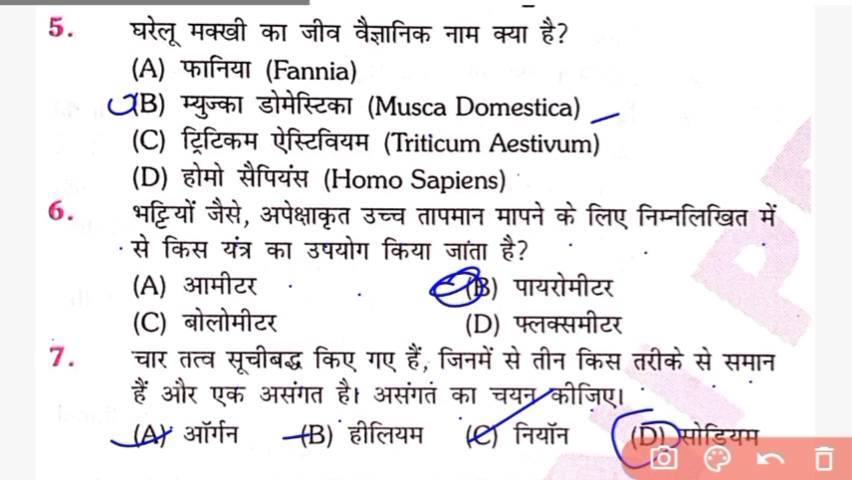 5. घरेलू मक्खी का जीव वैज्ञानिक नाम क्या है?
(A) फानिया (Fannia)
(B) म्युज्का डोमेस्टिका (Musca Domestica)
(C) ट्रिटिकम ऐस्टिवियम (Triticum Aestivum)
(D) होमो सैपियंस (Homo Sapiens)
6. भट्टियों जैसे, अपेक्षाकृत उच्च तापमान मापने के लिए निम्नलिखित में
से किस यंत्र का उपयोग किया जाता है?
(A) आमीटर (B) पायरोमीटर
(C) बोलोमीटर (D) फ्लक्समीटर
7. चार तत्व सूचीबद्ध किए गए हैं, जिनमें से तीन किस तरीके से समान
हैं और एक असंगत है। असंगत का चयन कीजिए।
(A) ऑर्गन (B) हीलियम (C) नियॉन (D) सोडियम